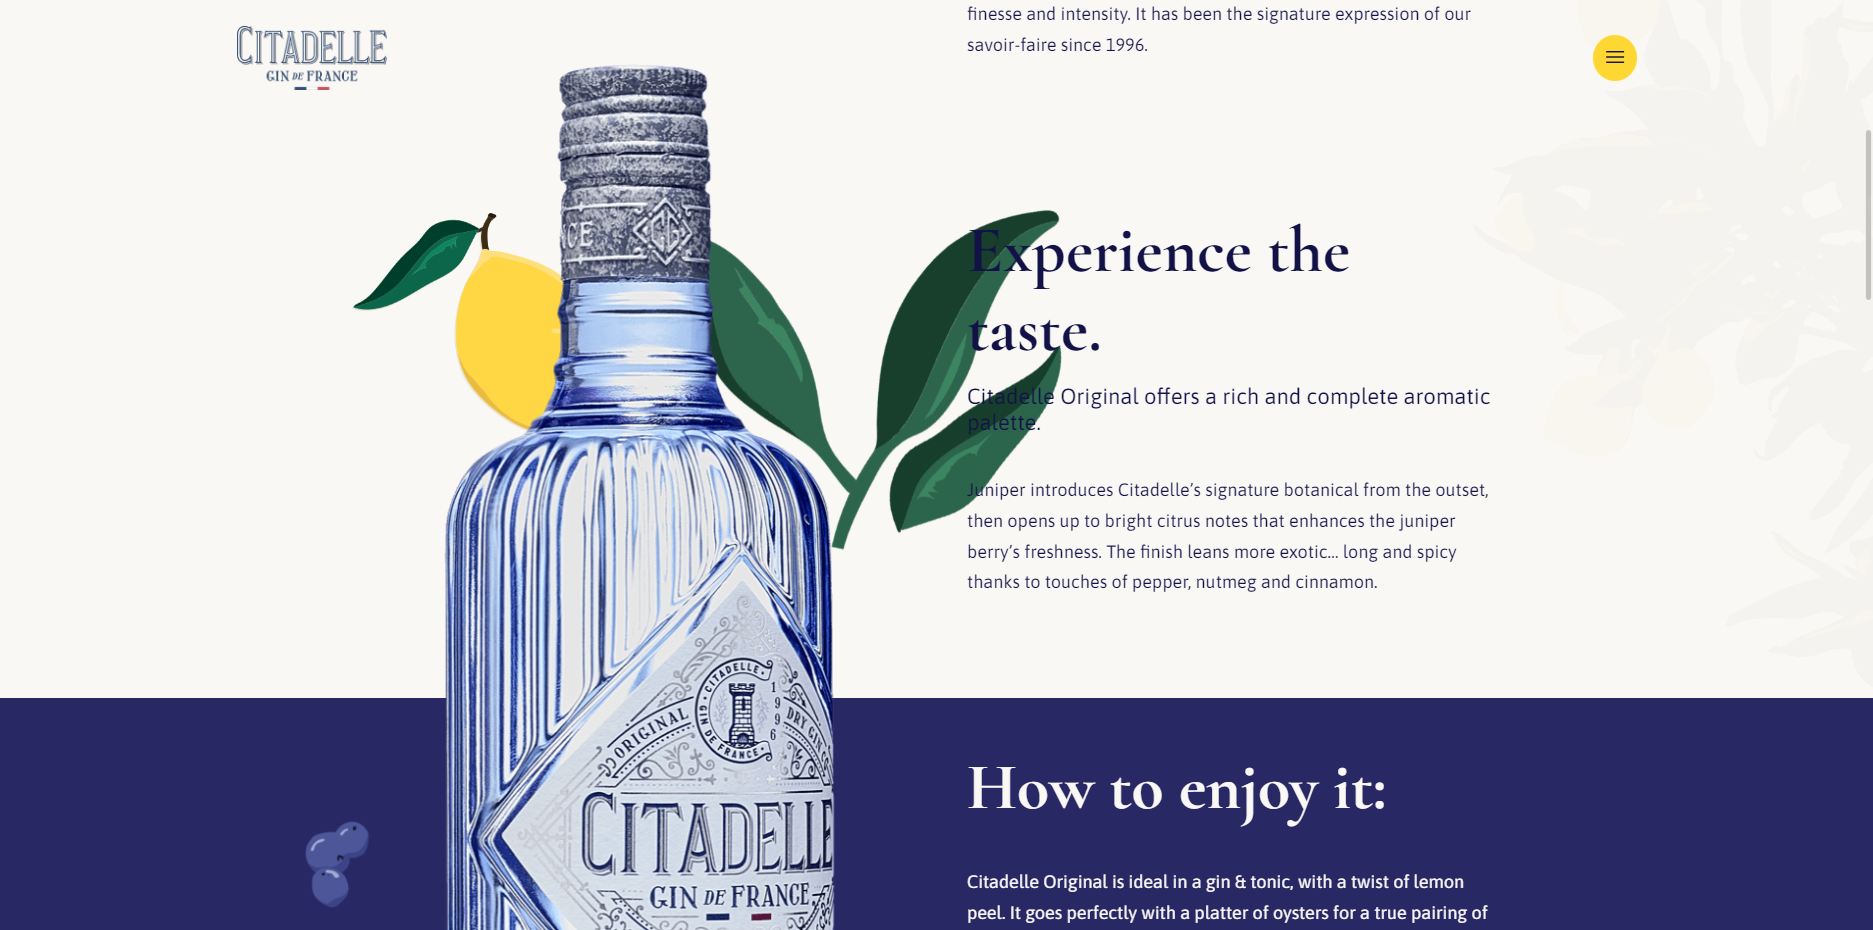 finesse and intensity. It has been the signature expression of our
savoir-faire since 1996.
CITADELLE
GIN DE FRANCE
Experience the
taste.
Citadelle Original offers a rich and complete aromatic
palette.
Juniper introduces Citadelle’s signature botanical from the outset,
then opens up to bright citrus notes that enhances the juniper
berry’s freshness. The finish leans more exotic… long and spicy
thanks to touches of pepper, nutmeg and cinnamon.
CITADELLE
GIN DE FRANCE
1996
ORIGINAL
DRY GIN
CITADELLE
GIN DE FRANCE
How to enjoy it:
Citadelle Original is ideal in a gin & tonic, with a twist of lemon
peel. It goes perfectly with a platter of oysters for a true pairing of